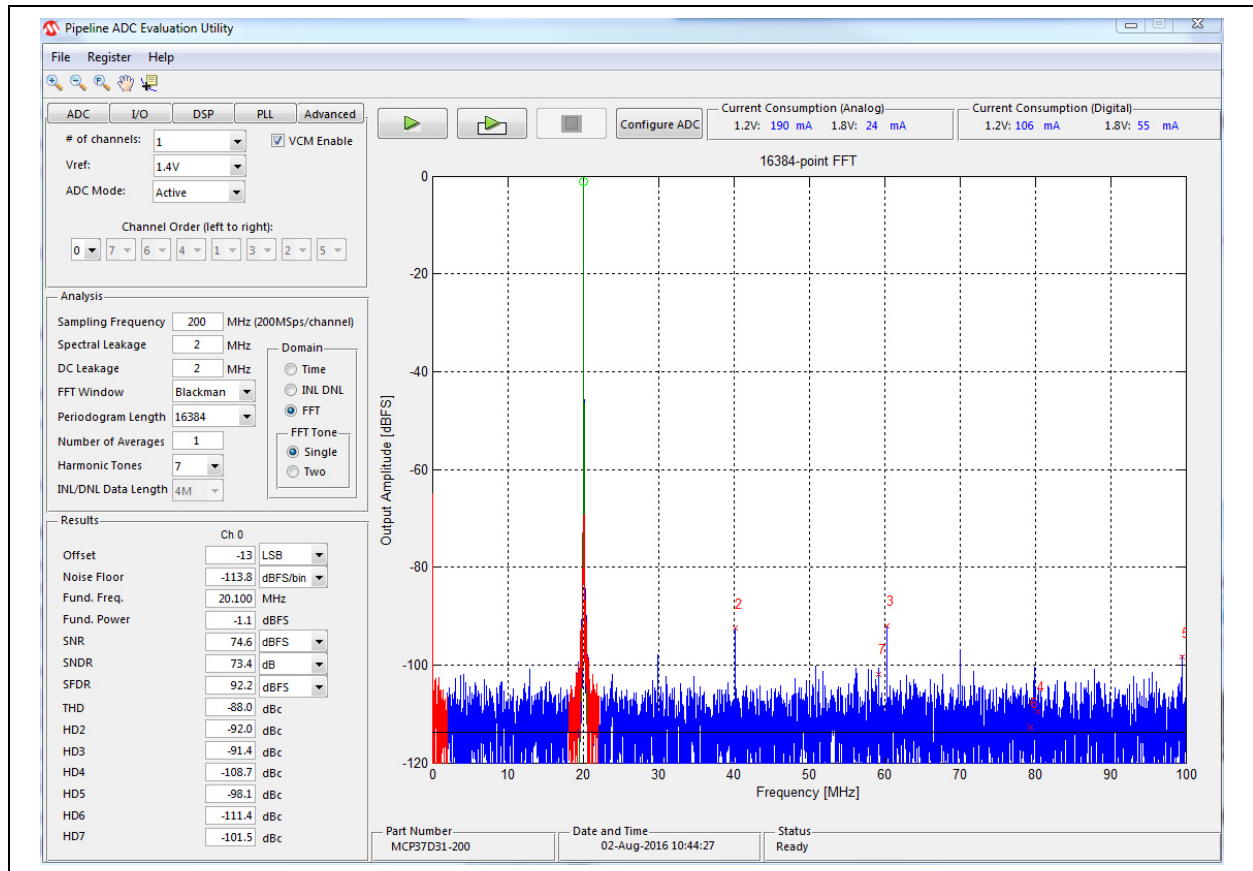 Pipeline ADC Evaluation Utility
File Register Help
ADC I/O DSP PLL Advanced
# of channels: 1 VCM Enable
Vref: 1.4V
ADC Mode: Active
Channel Order (left to right):
0 7 6 4 1 3 2 5
Configure ADC
Current Consumption (Analog)
1.2V: 190 mA 1.8V: 24 mA
Current Consumption (Digital)
1.2V: 106 mA 1.8V: 55 mA
Analysis
Sampling Frequency 200 MHz (200MSps/channel)
Spectral Leakage 2 MHz
DC Leakage 2 MHz
FFT Window Blackman
Periodogram Length 16384
Number of Averages 1
Harmonic Tones 7
INL/DNL Data Length 4M
Domain
Time
INL DNL
FFT
FFT Tone
Single
Two
Results
Ch 0
Offset -13 LSB
Noise Floor -113.8 dBFS/bin
Fund. Freq. 20.100 MHz
Fund. Power -1.1 dBFS
SNR 74.6 dBFS
SNDR 73.4 dB
SFDR 92.2 dBFS
THD -88.0 dBc
HD2 -92.0 dBc
HD3 -91.4 dBc
HD4 -108.7 dBc
HD5 -98.1 dBc
HD6 -111.4 dBc
HD7 -101.5 dBc
16384-point FFT
Output Amplitude [dBFS]
0
-20
-40
-60
-80
-100
-120
2
3
7
4
6
5
0 10 20 30 40 50 60 70 80 90 100
Frequency [MHz]
Part Number
MCP37D31-200
Date and Time
02-Aug-2016 10:44:27
Status
Ready